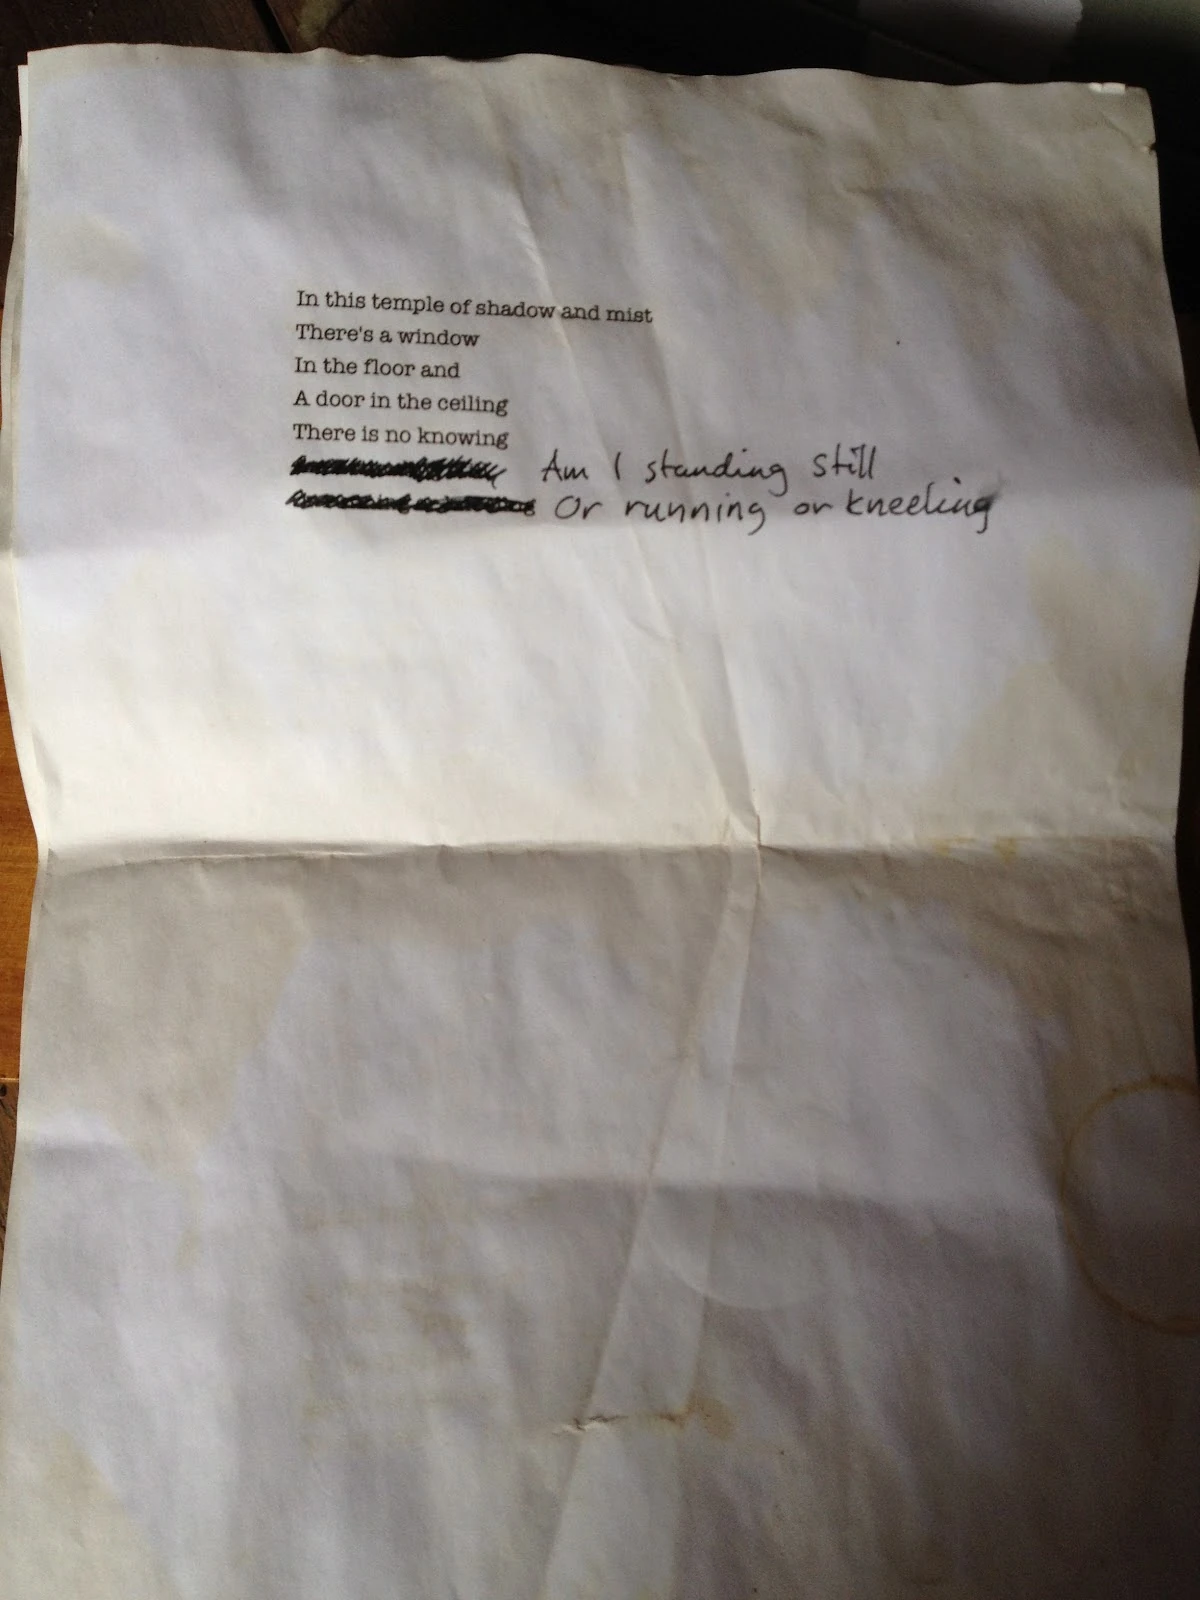 In this temple of shadow and mist
There's a window
In the floor and
A door in the ceiling
There is no knowing
Am I standing still
Or running or kneeling